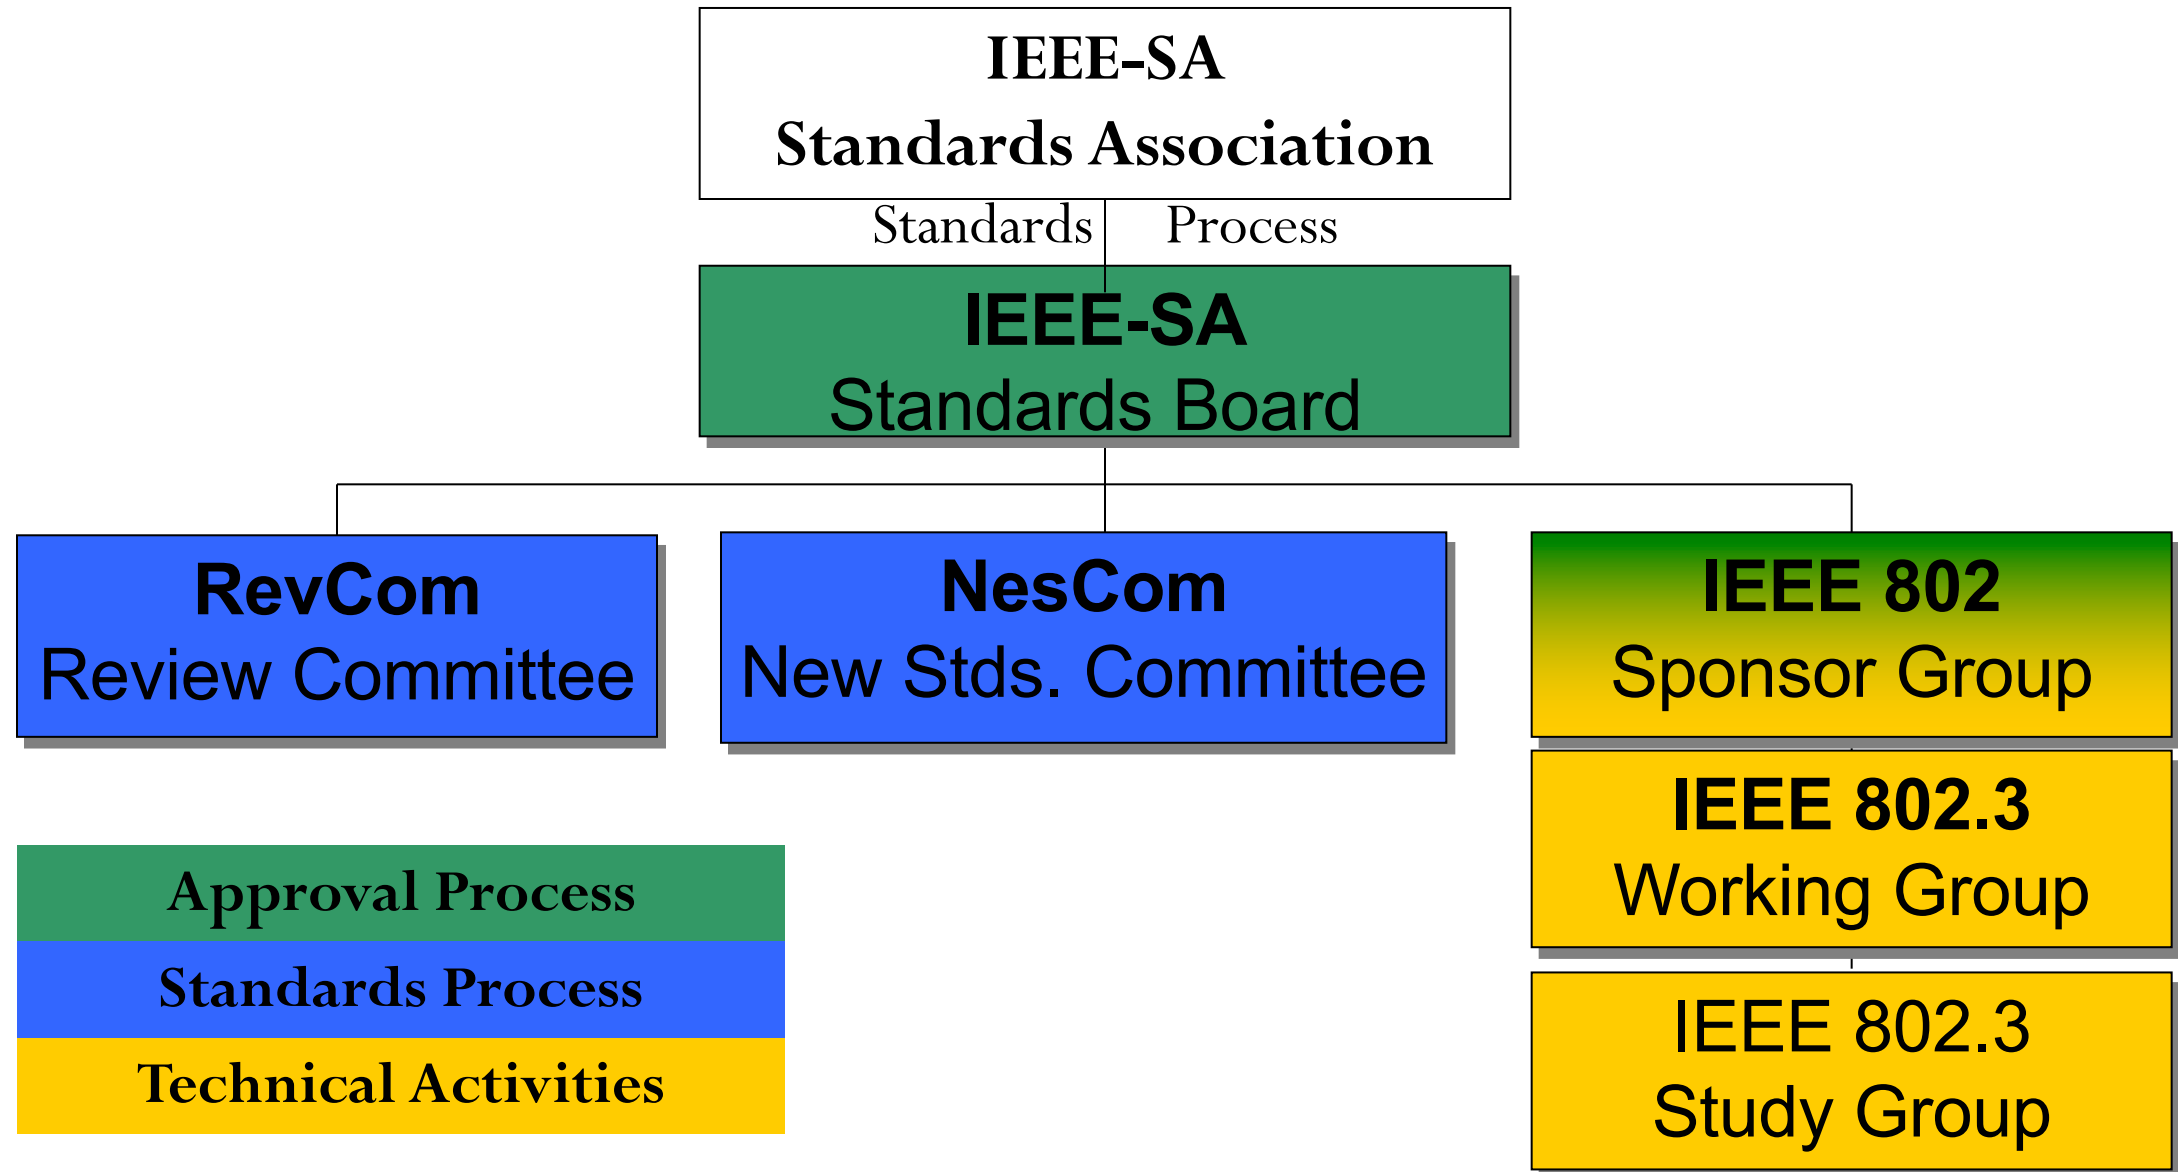 IEEE-SA
Standards Association
Standards Process
IEEE-SA
Standards Board
RevCom
Review Committee
NesCom
New Stds. Committee
IEEE 802
Sponsor Group
IEEE 802.3
Working Group
IEEE 802.3
Study Group
Approval Process
Standards Process
Technical Activities